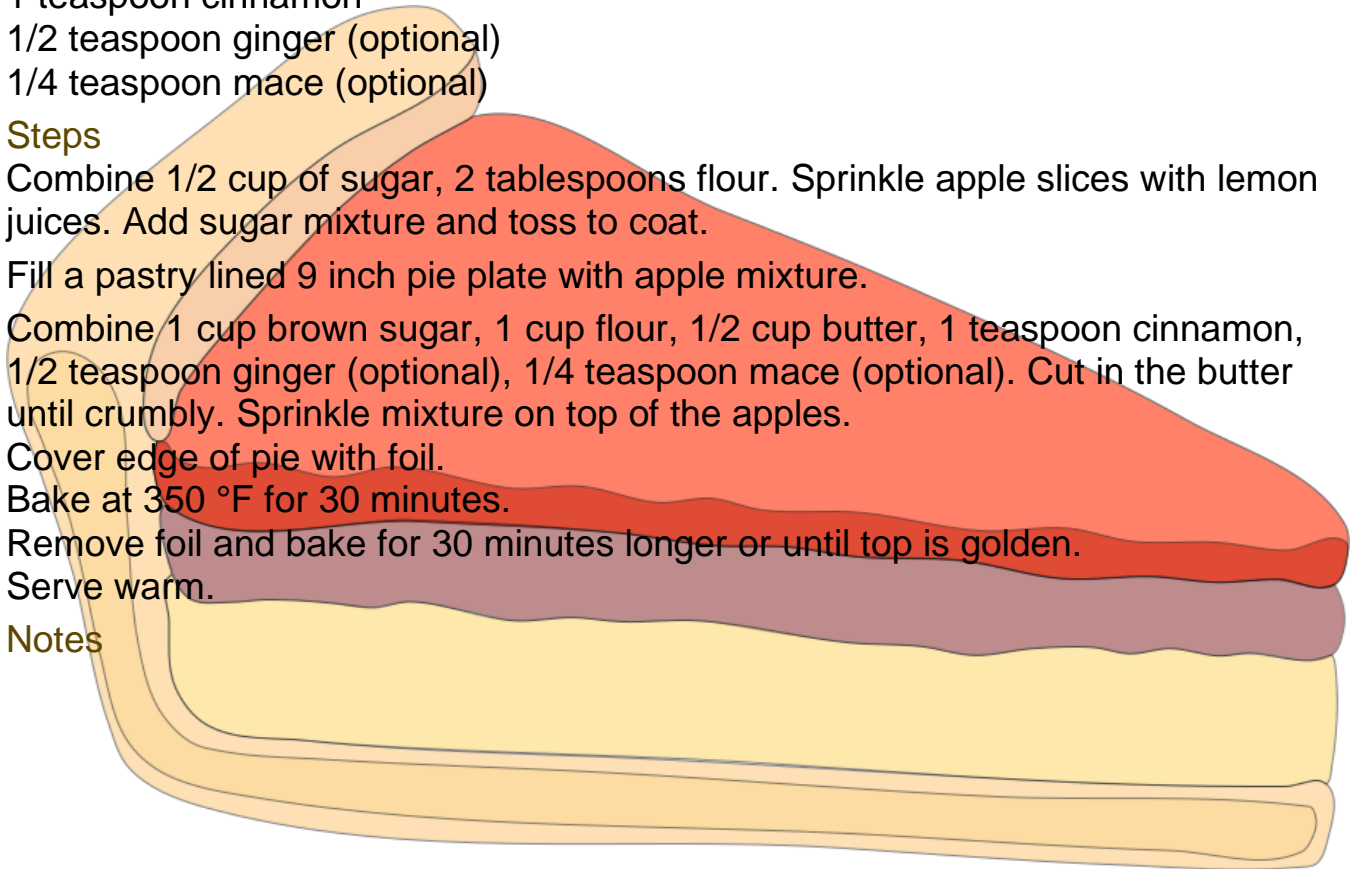 1 teaspoon cinnamon
1/2 teaspoon ginger (optional)
1/4 teaspoon mace (optional)
Steps
Combine 1/2 cup of sugar, 2 tablespoons flour. Sprinkle apple slices with lemon
juices. Add sugar mixture and toss to coat.
Fill a pastry lined 9 inch pie plate with apple mixture.
Combine 1 cup brown sugar, 1 cup flour, 1/2 cup butter, 1 teaspoon cinnamon,
1/2 teaspoon ginger (optional), 1/4 teaspoon mace (optional). Cut in the butter
until crumbly. Sprinkle mixture on top of the apples.
Cover edge of pie with foil.
Bake at 350 °F for 30 minutes.
Remove foil and bake for 30 minutes longer or until top is golden.
Serve warm.
Notes